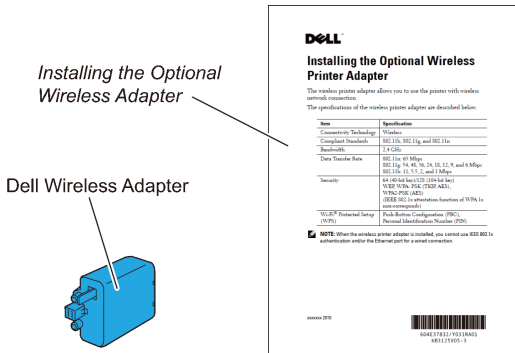 Installing the Optional
Wireless Adapter
Dell Wireless Adapter
DELL™
Installing the Optional Wireless
Printer Adapter
The wireless printer adapter allows you to use the printer with wireless
network connection.
The specifications of the wireless printer adapter are described below.
Item Specification
Connectivity Technology Wireless
Compliant Standards 802.11b, 802.11g, and 802.11n
Bandwidth 2.4 GHz
Data Transfer Rate 802.11n: 65 Mbps
802.11g: 54, 48, 36, 24, 18, 12, 9, and 6 Mbps
802.11b: 11, 5.5, 2, and 1 Mbps
Security 64 (40-bit key)/128 (104-bit key)
WEP, WPA- PSK (TKIP, AES),
WPA2-PSK (AES)
(IEEE 802.1x attestation function of WPA 1x
non-corresponds)
Wi-Fi® Protected Setup Push-Button Configuration (PBC),
(WPS) Personal Identification Number (PIN)
NOTE: When the wireless printer adapter is installed, you cannot use IEEE 802.1x
authentication and/or the Ethernet port for a wired connection.
xxxxxxx 2010
604E37832/Y031RA01
KB3125X05-3